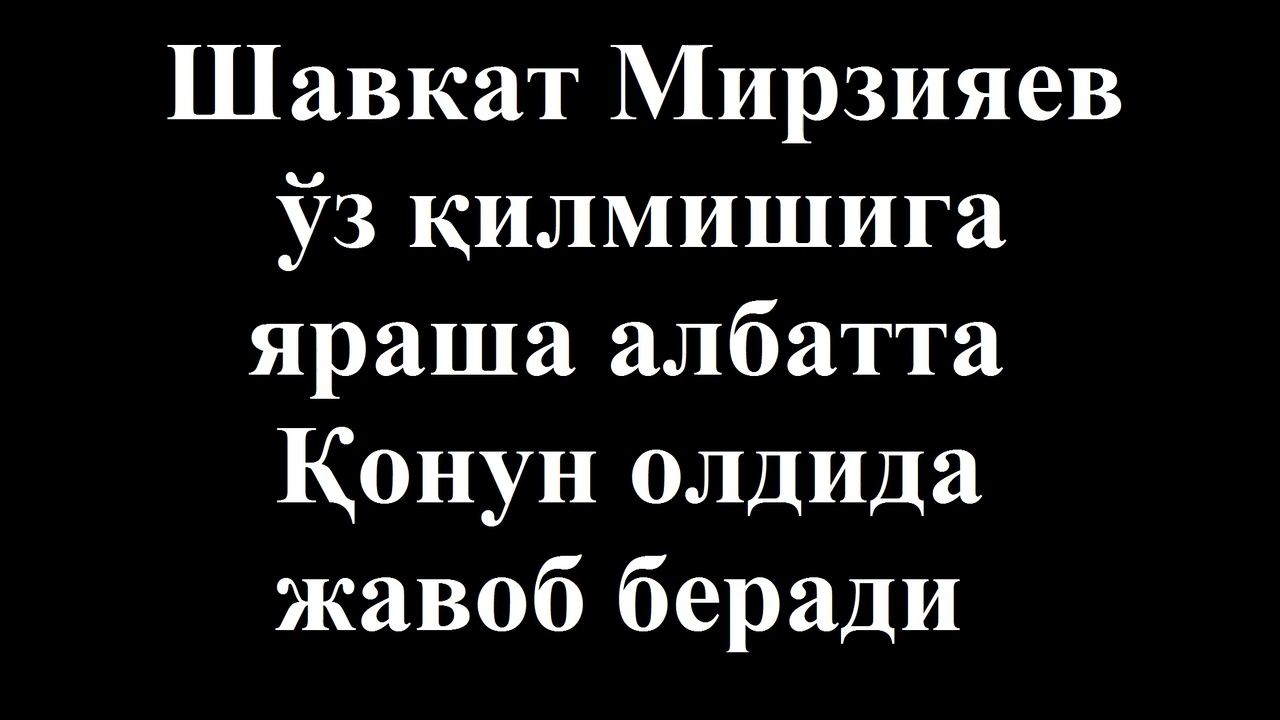 Шавкат Мирзияев
ўз қилмишига
яраша албатта
Қонун олдида
жавоб беради